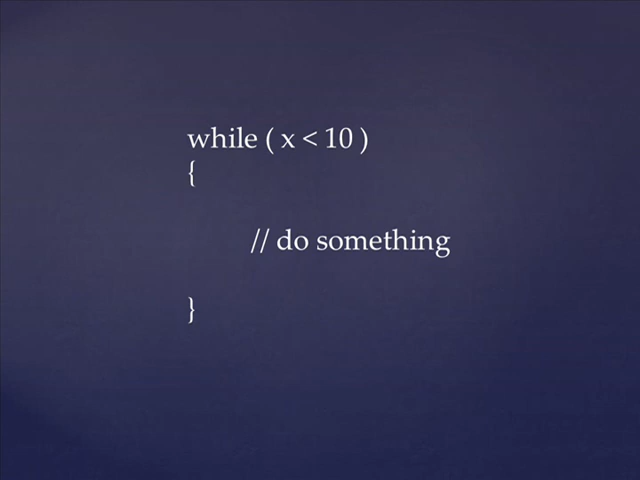 while ( x < 10 )
{
// do something
}